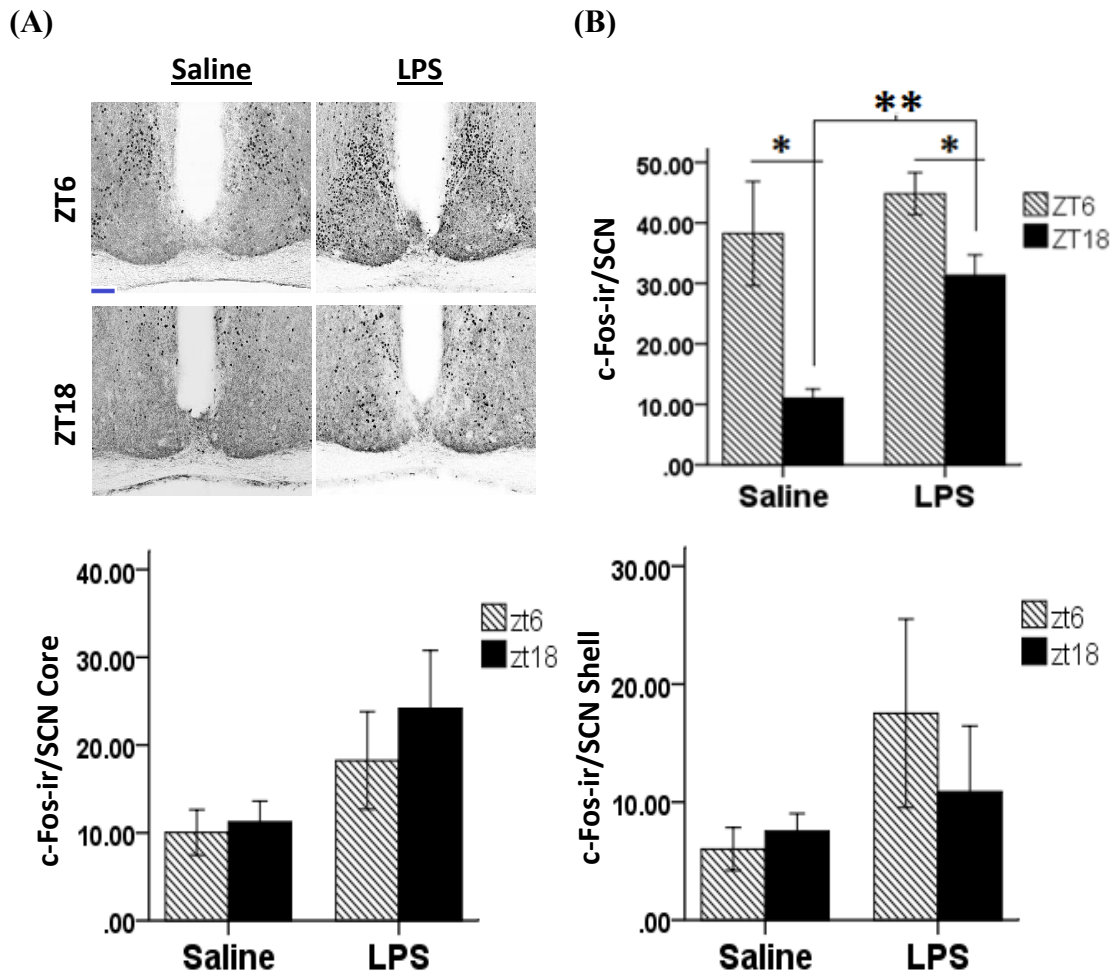 (A)
(B)
Saline
LPS
ZT6
ZT18
c-Fos-ir/SCN
**
*
*
50.00
40.00
30.00
20.00
10.00
.00
Saline
LPS
ZT6
ZT18
c-Fos-ir/SCN Core
40.00
30.00
20.00
10.00
.00
Saline
LPS
zt6
zt18
c-Fos-ir/SCN Shell
30.00
20.00
10.00
.00
Saline
LPS
zt6
zt18